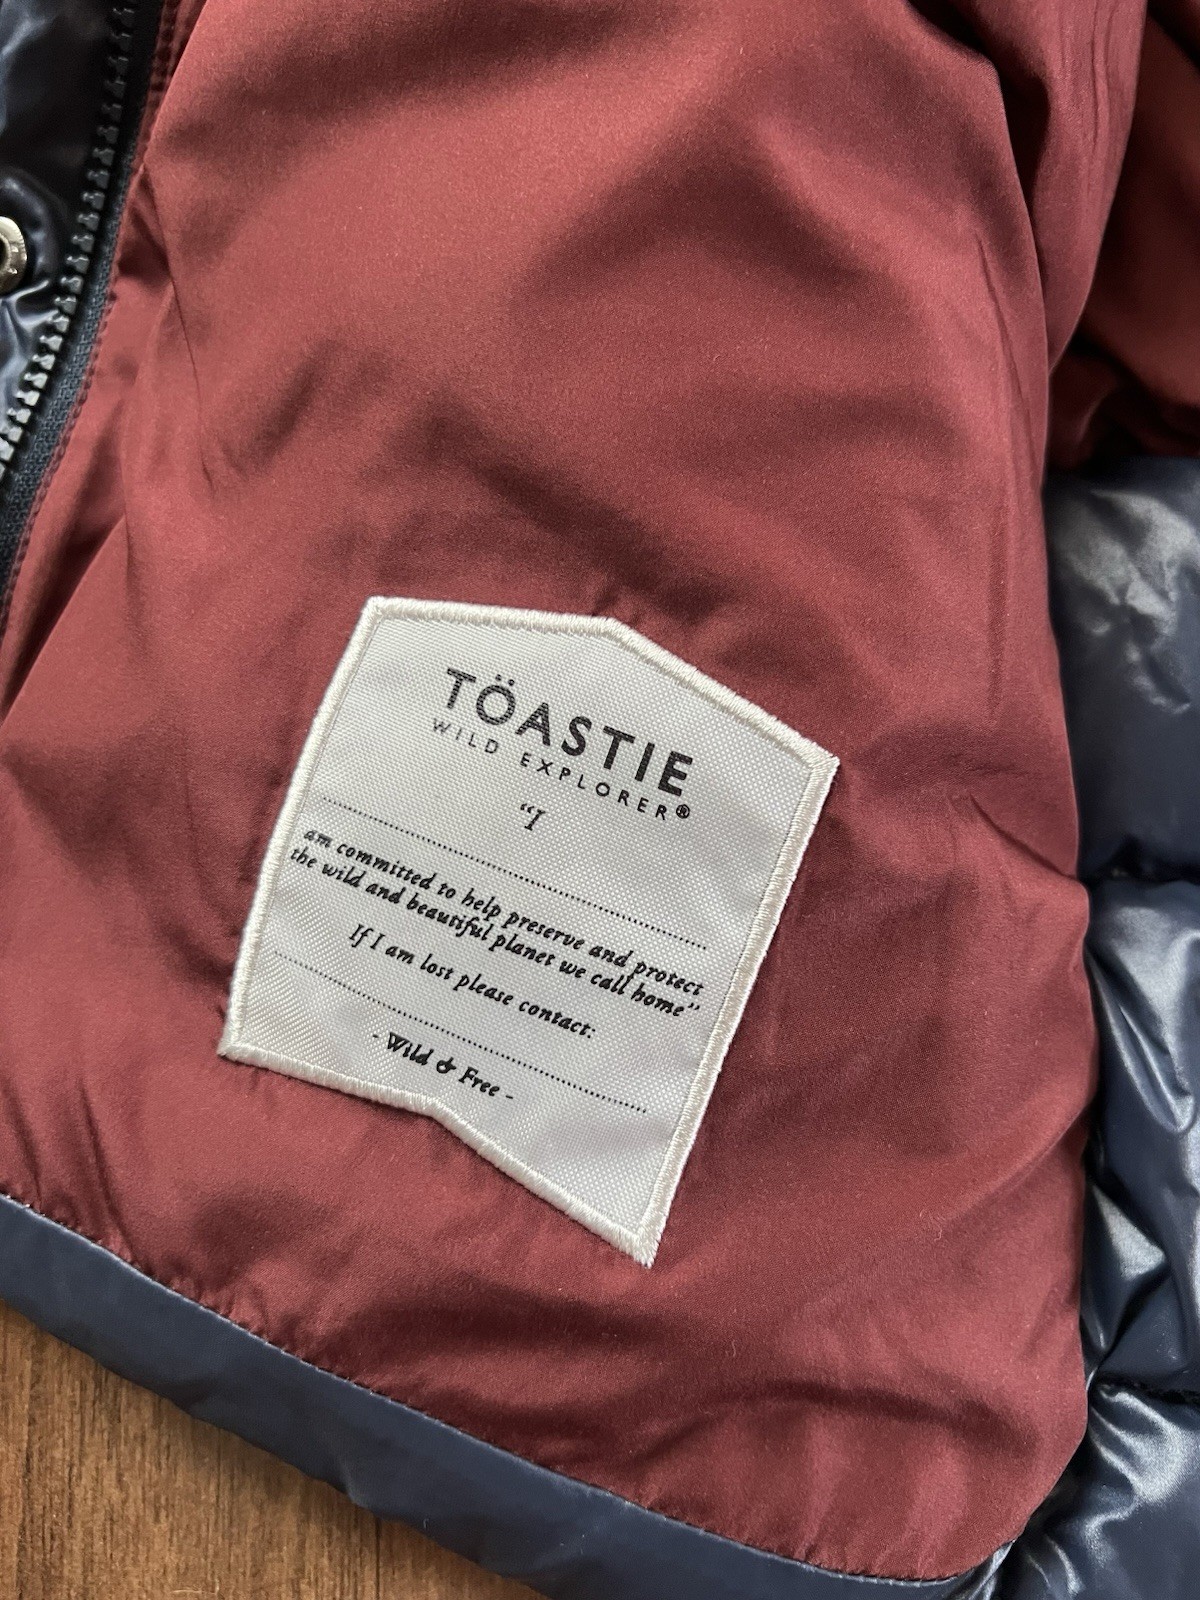 TÖASTIE
WILD EXPLORER®
“I
am committed to help preserve and protect
the wild and beautiful planet we call home”
If I am lost please contact:
- Wild & Free -